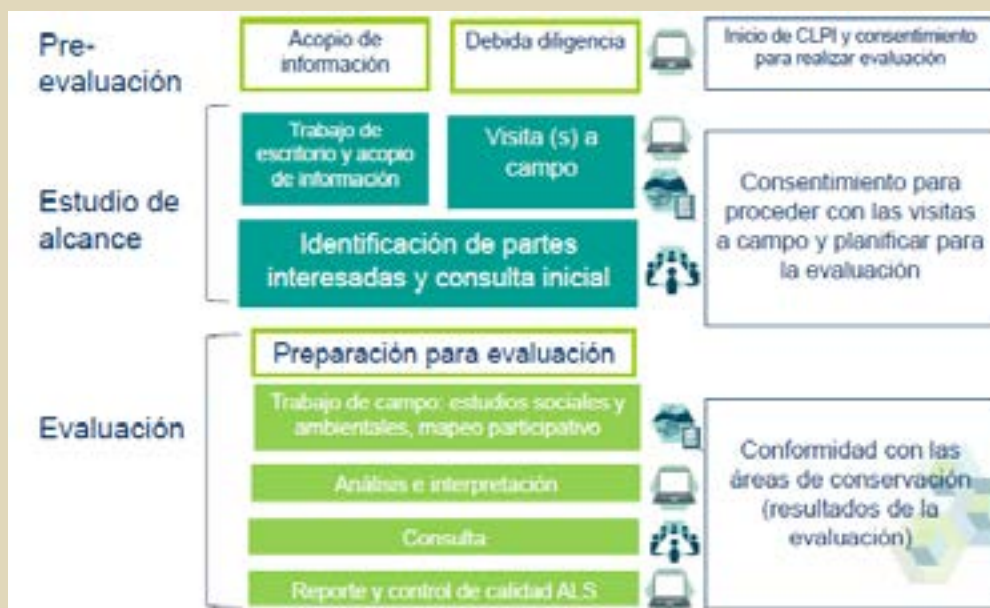 Pre-
evaluación
Acopio de
información
Debida diligencia
Inicio de CLPI y consentimiento
para realizar evaluación
Estudio de
alcance
Trabajo de
escritorio y acopio
de información
Visita (s) a
campo
Identificación de partes
interesadas y consulta inicial
Consentimiento para
proceder con las visitas
a campo y planificar para
la evaluación
Evaluación
Preparación para evaluación
Trabajo de campo: estudios sociales y
ambientales, mapeo participativo
Análisis e interpretación
Consulta
Reporte y control de calidad ALS
Conformidad con las
áreas de conservación
(resultados de la
evaluación)